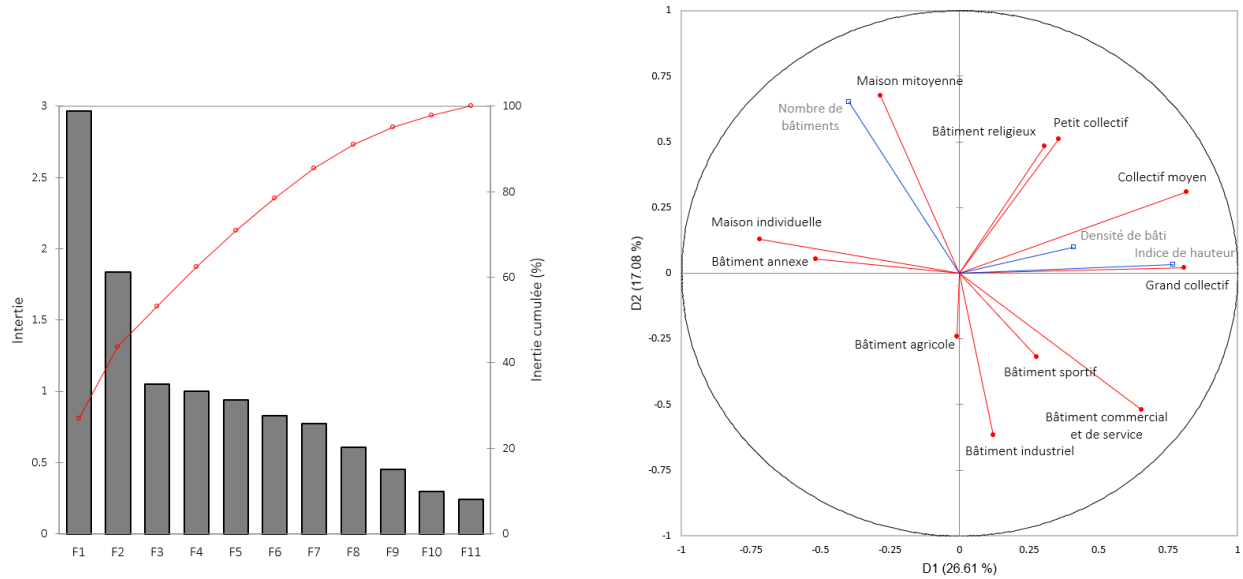 3
2.5
2
1.5
1
0.5
0
Intertie
100
80
60
40
20
0
Inertie cumulée (%)
F1 F2 F3 F4 F5 F6 F7 F8 F9 F10 F11
1
0.75
0.5
0.25
0
-0.25
-0.5
-0.75
-1
D2 (17.08 %)
Maison mitoyenne
Nombre de
bâtiments
Bâtiment religieux
Petit collectif
Collectif moyen
Maison individuelle
Densité de bâti
Bâtiment annexe
Indice de hauteur
Grand collectif
Bâtiment agricole
Bâtiment sportif
Bâtiment commercial
et de service
Bâtiment industriel
-1 -0.75 -0.5 -0.25 0 0.25 0.5 0.75 1
D1 (26.61 %)